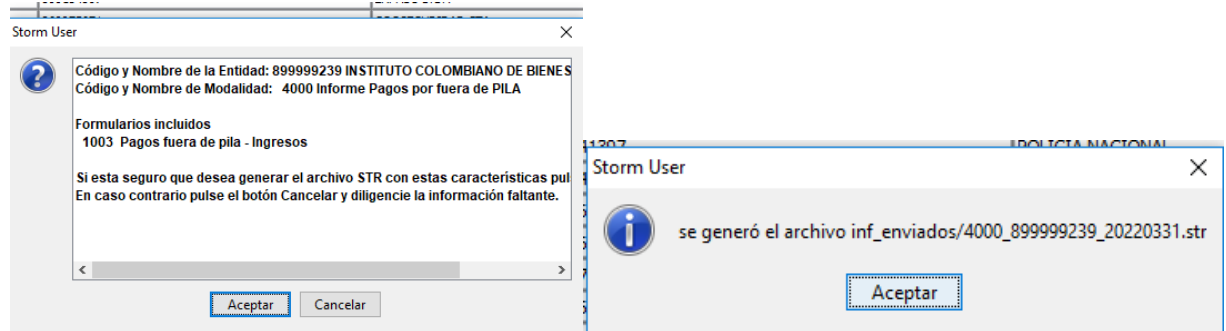 Storm User
Código y Nombre de la Entidad: 899999239 INSTITUTO COLOMBIANO DE BIENES
Código y Nombre de Modalidad: 4000 Informe Pagos por fuera de PILA
Formularios incluidos
1003 Pagos fuera de pila - Ingresos
Si esta seguro que desea generar el archivo STR con estas características pul
En caso contrario pulse el botón Cancelar y diligencie la información faltante.
Aceptar
Cancelar
POLICIA NACIONAL
Storm User
se generó el archivo inf_enviados/4000_899999239_20220331.str
Aceptar